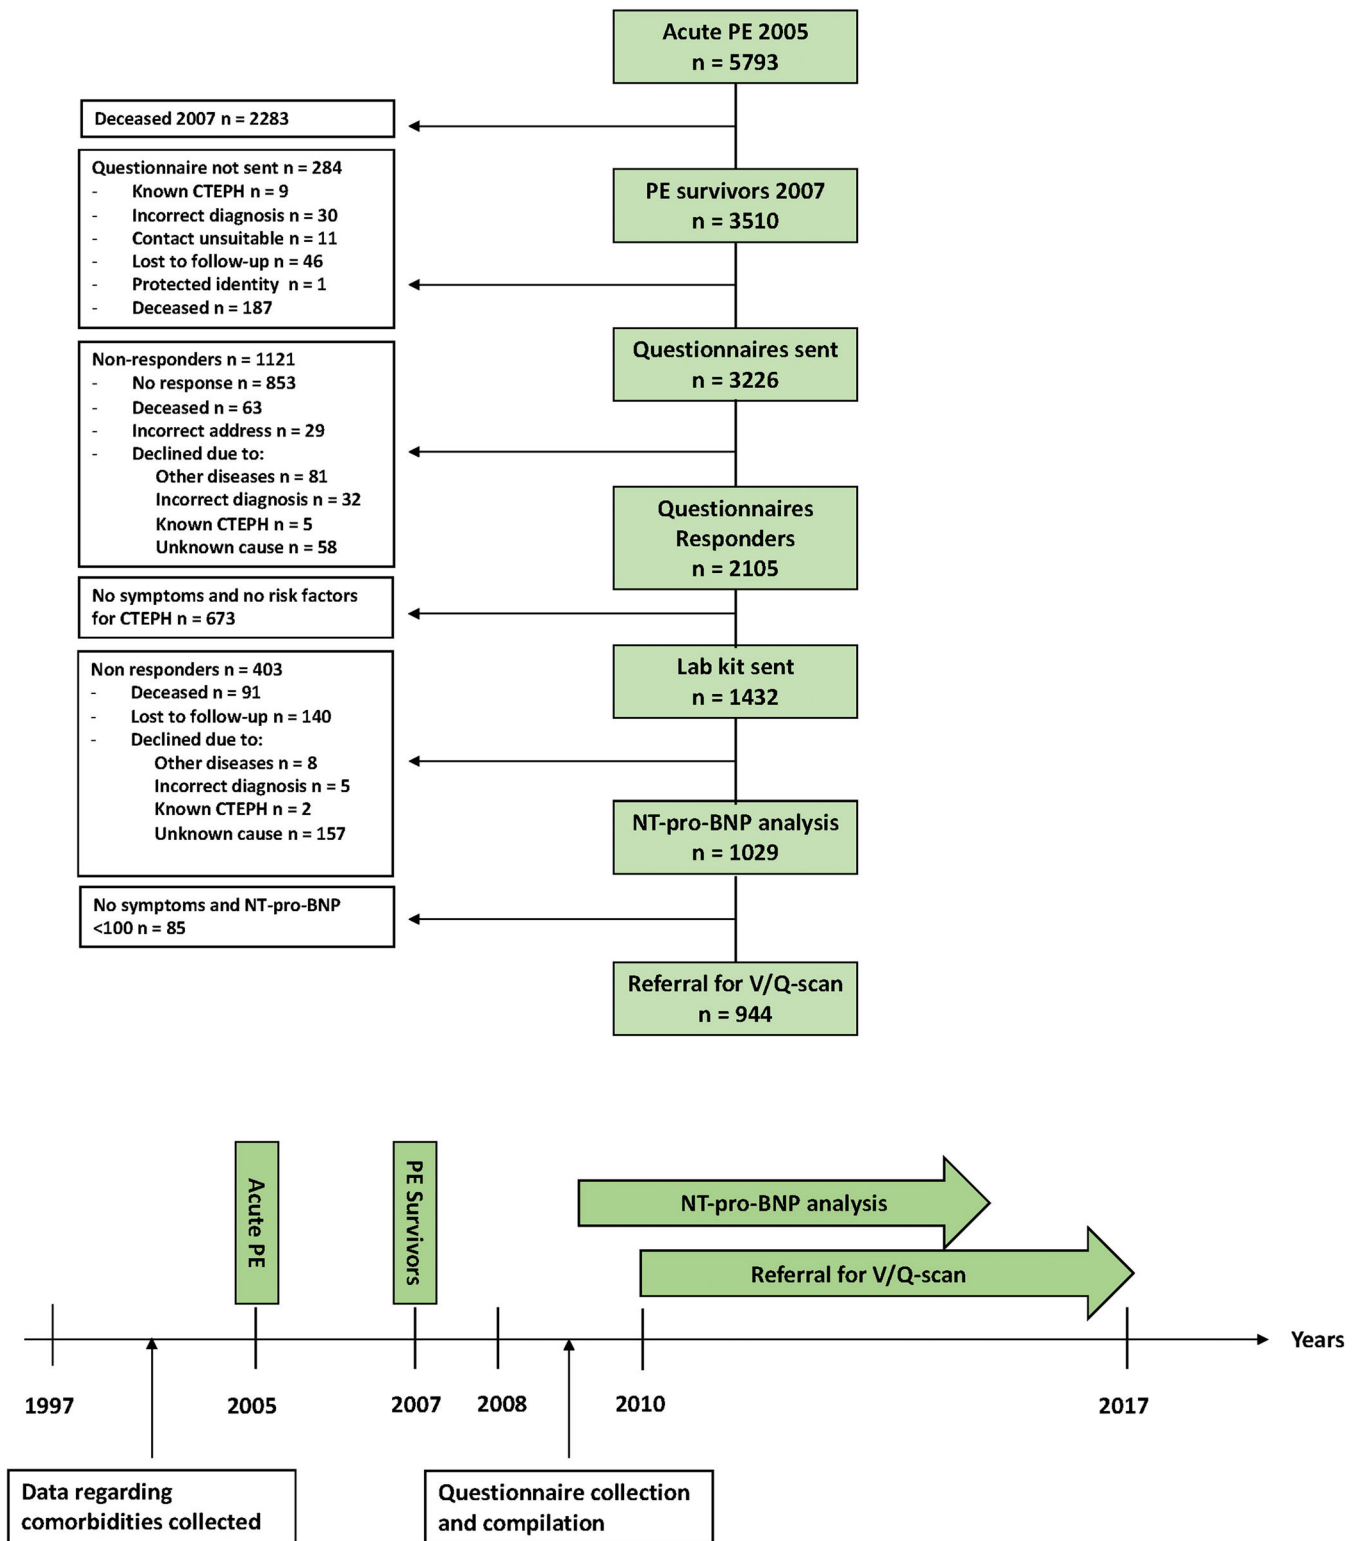 Acute PE 2005
n = 5793
Deceased 2007 n = 2283
PE survivors 2007
n = 3510
Questionnaire not sent n = 284
- Known CTEPH n = 9
- Incorrect diagnosis n = 30
- Contact unsuitable n = 11
- Lost to follow-up n = 46
- Protected identity n = 1
- Deceased n = 187
Questionnaires sent
n = 3226
Non-responders n = 1121
- No response n = 853
- Deceased n = 63
- Incorrect address n = 29
- Declined due to:
Other diseases n = 81
Incorrect diagnosis n = 32
Known CTEPH n = 5
Unknown cause n = 58
Questionnaires
Responders
n = 2105
No symptoms and no risk factors
for CTEPH n = 673
Lab kit sent
n = 1432
Non responders n = 403
- Deceased n = 91
- Lost to follow-up n = 140
- Declined due to:
Other diseases n = 8
Incorrect diagnosis n = 5
Known CTEPH n = 2
Unknown cause n = 157
NT-pro-BNP analysis
n = 1029
No symptoms and NT-pro-BNP
<100 n = 85
Referral for V/Q-scan
n = 944
Acute PE
PE Survivors
NT-pro-BNP analysis
Referral for V/Q-scan
Years
1997
2005
2007
2008
2010
2017
Data regarding
comorbidities collected
Questionnaire collection
and compilation